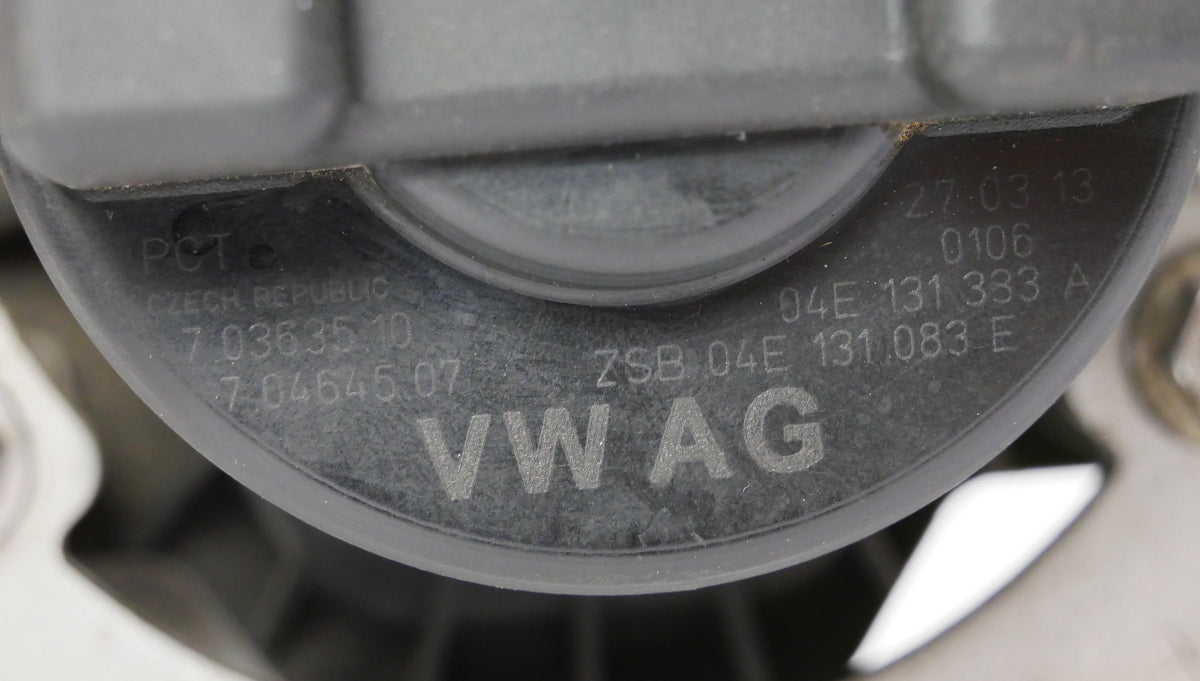 PCT
CZECH REPUBLIC
7.03635.10
7.04645.07
27.03.13
0106
04E 131 333 A
ZSB 04E 131.083 E
VW AG